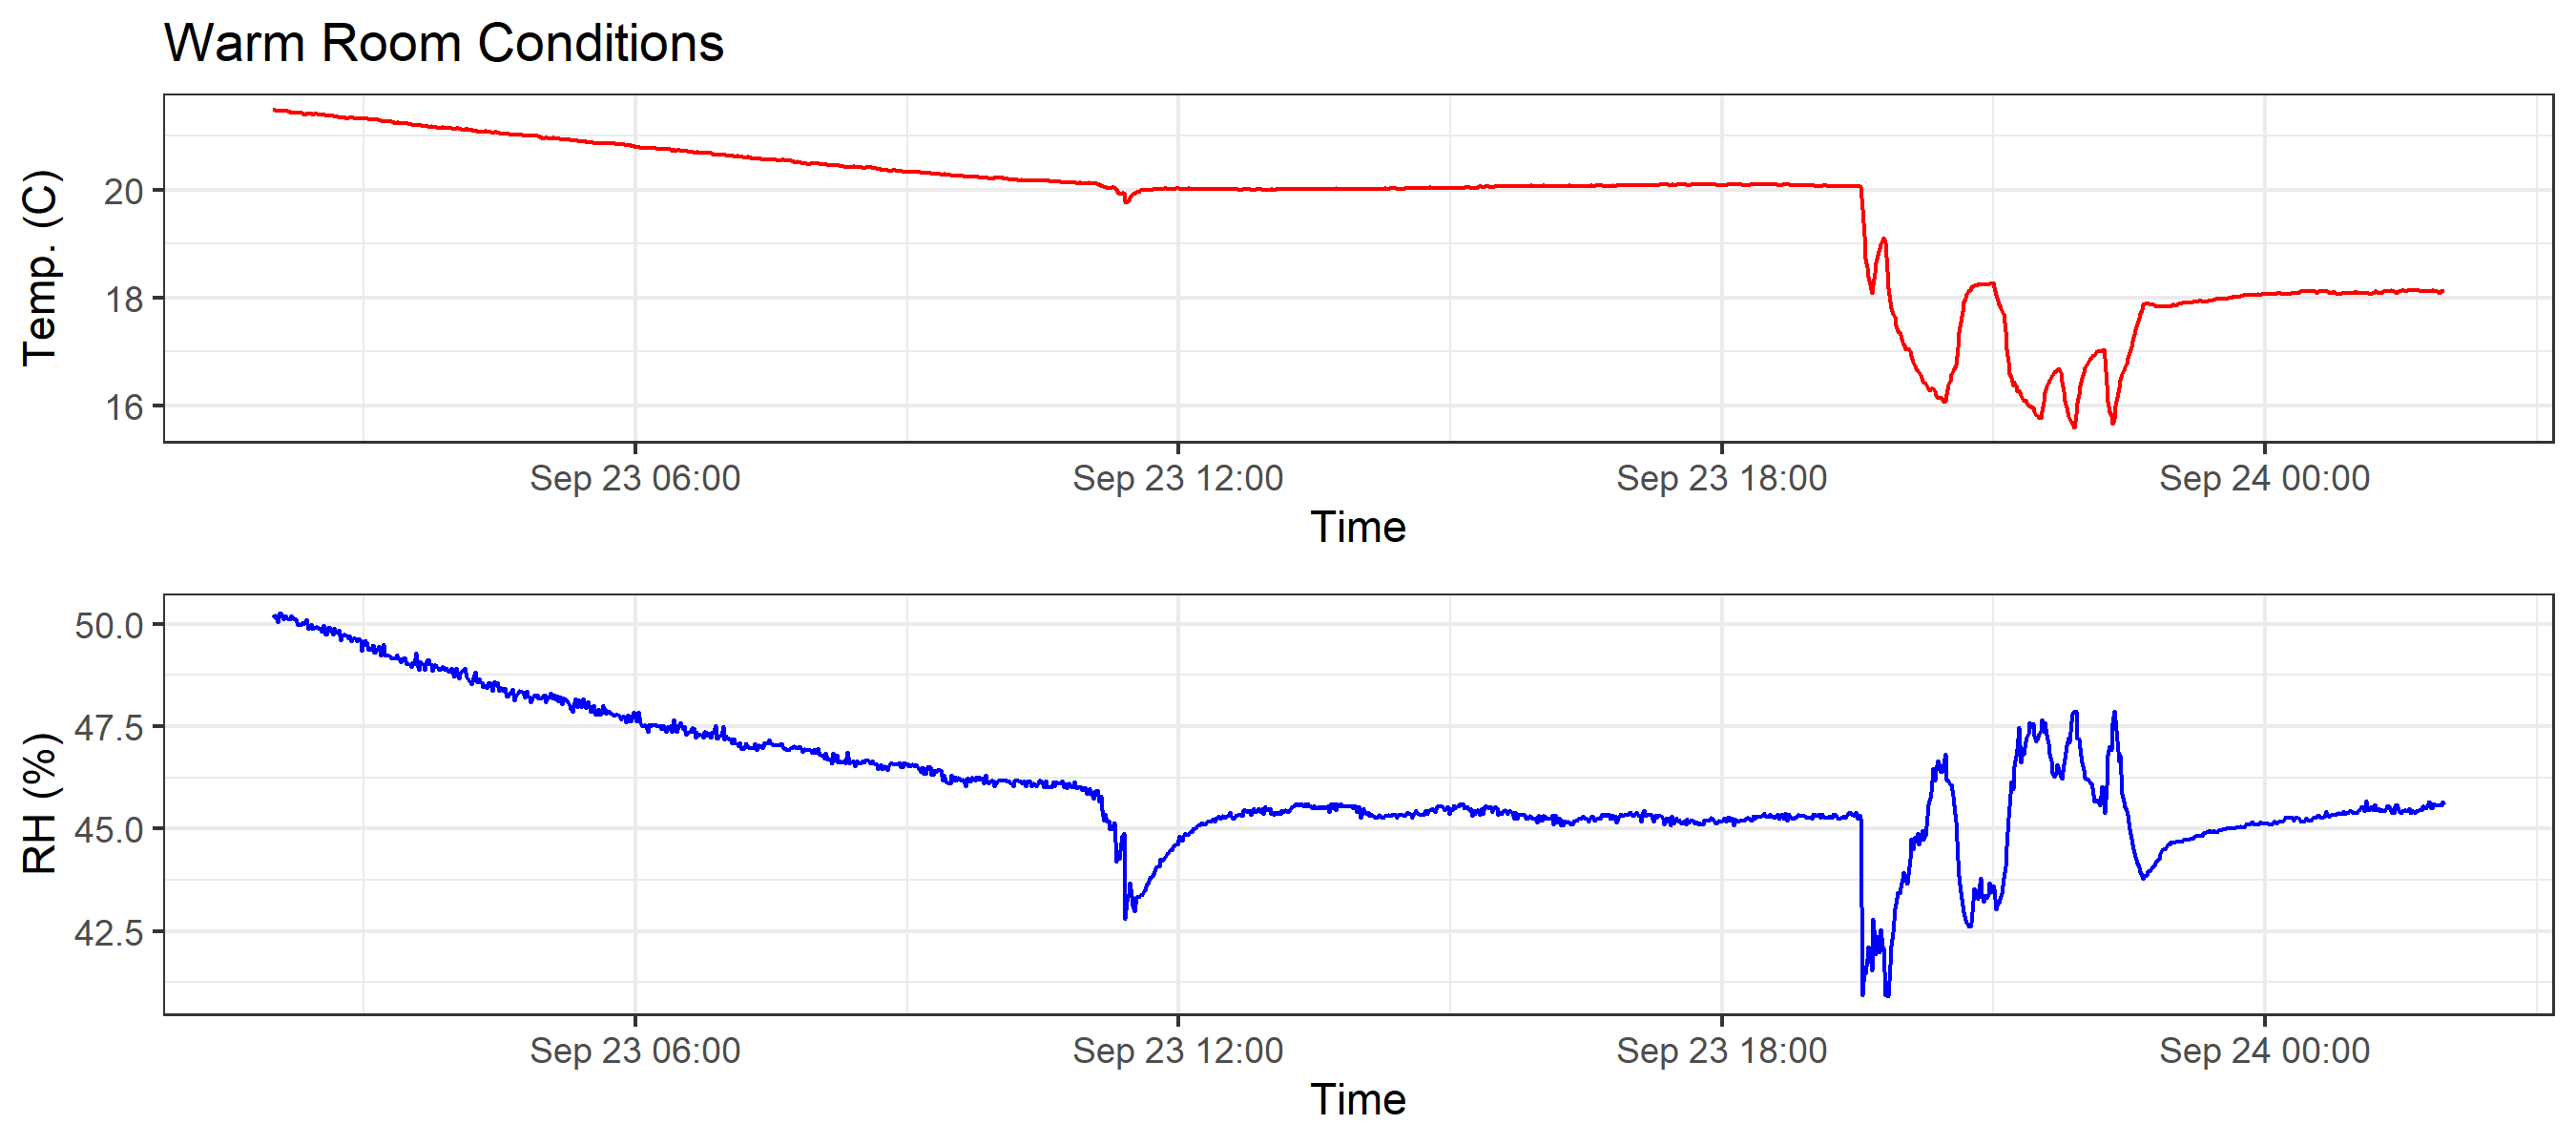 Warm Room Conditions
Temp. (C)
20
18
16
Sep 23 06:00 Sep 23 12:00 Sep 23 18:00 Sep 24 00:00
Time
RH (%)
50.0
47.5
45.0
42.5
Sep 23 06:00 Sep 23 12:00 Sep 23 18:00 Sep 24 00:00
Time